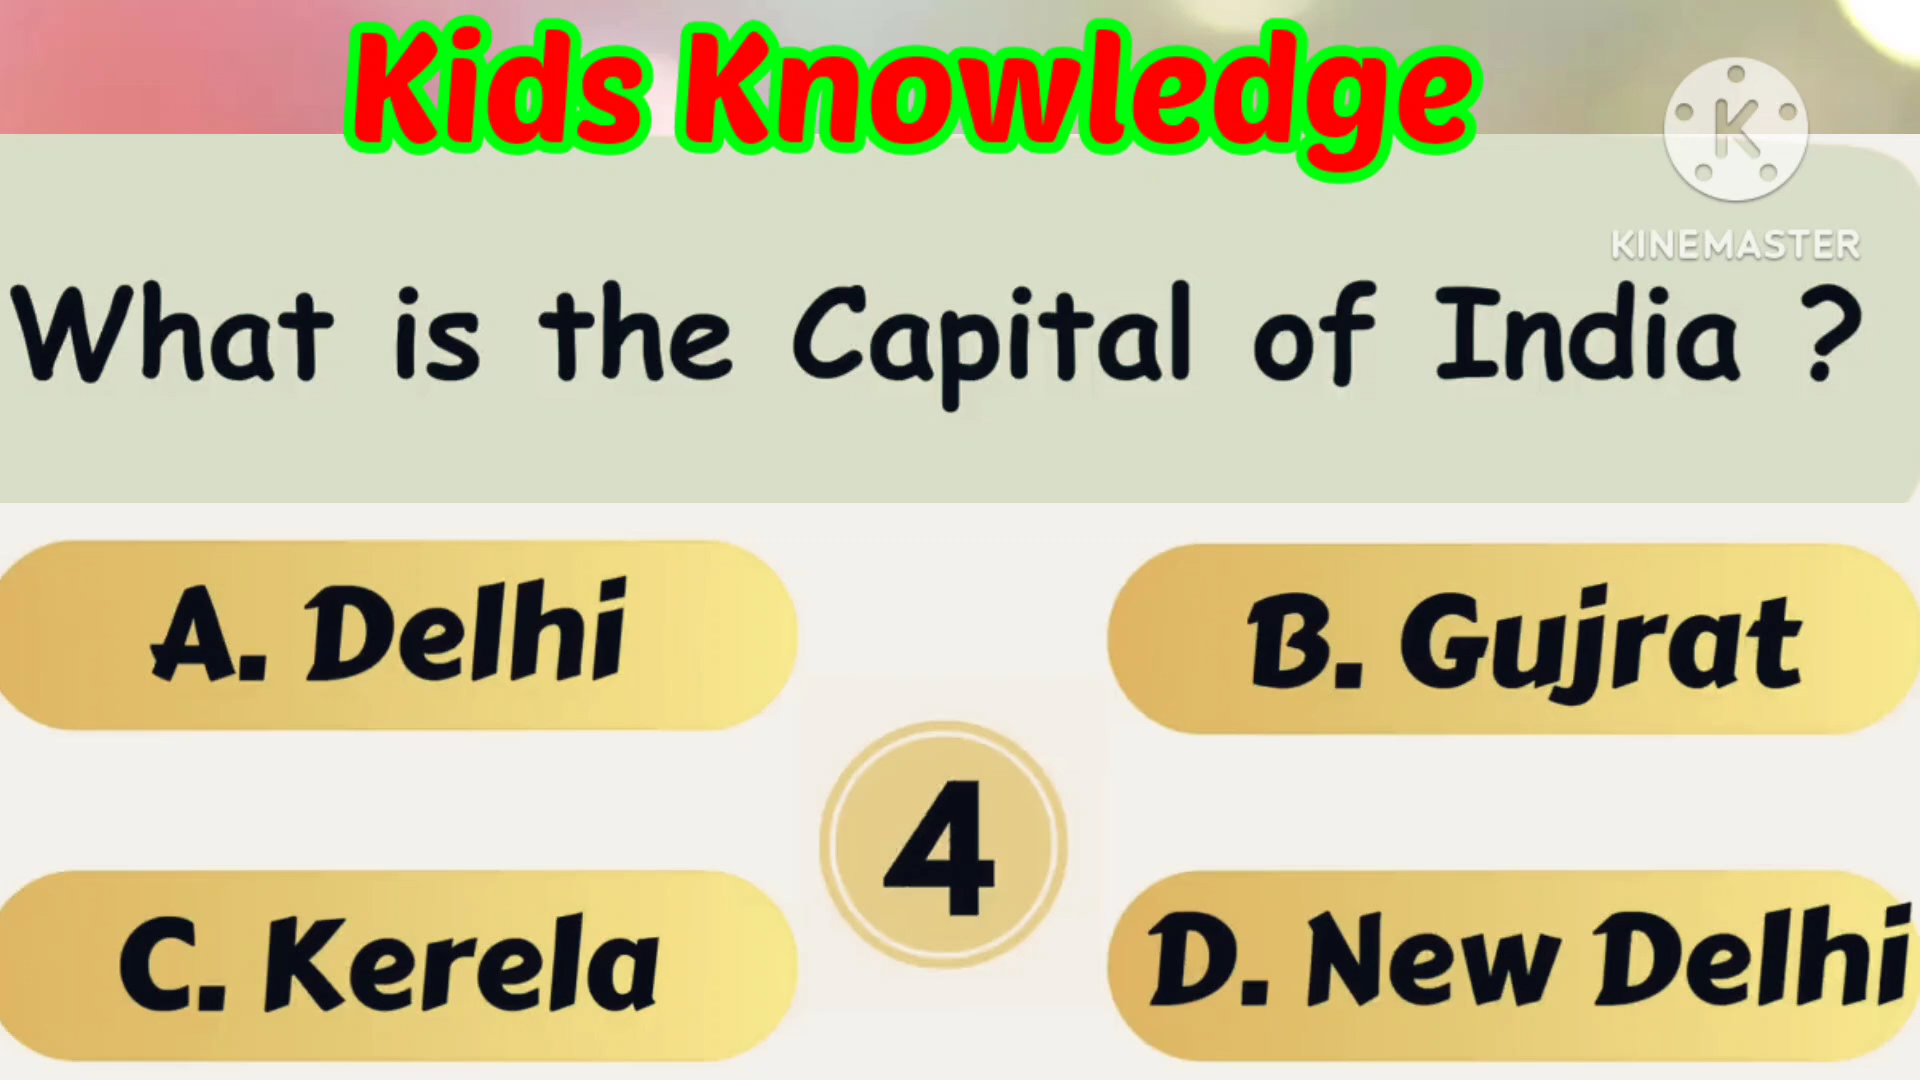 Kids Knowledge
K
KINEMASTER
What is the Capital of India ?
A. Delhi
B. Gujrat
4
C. Kerela
D. New Delhi